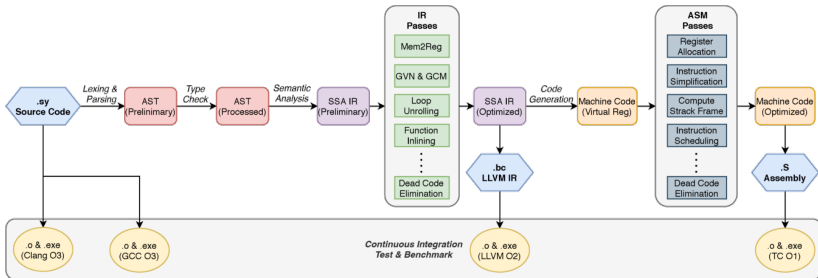 .sy
Source Code
Lexing &
Parsing
AST
(Prelinimary)
Type
Check
AST
(Processed)
Semantic
Analysis
SSA IR
(Preliminary)
IR
Passes
Mem2Reg
GVN & GCM
Loop
Unrolling
Function
Inlining
Dead Code
Elimination
SSA IR
(Optimized)
Code
Generation
Machine Code
(Virtual Reg)
ASM
Passes
Register
Allocation
Instruction
Simplification
Compute
Strack Frame
Instruction
Scheduling
Dead Code
Elimination
Machine Code
(Optimized)
.bc
LLVM IR
.S
Assembly
.o & .exe
(Clang O3)
.o & .exe
(GCC O3)
Continuous Integration
Test & Benchmark
.o & .exe
(LLVM O2)
.o & .exe
(TC O1)